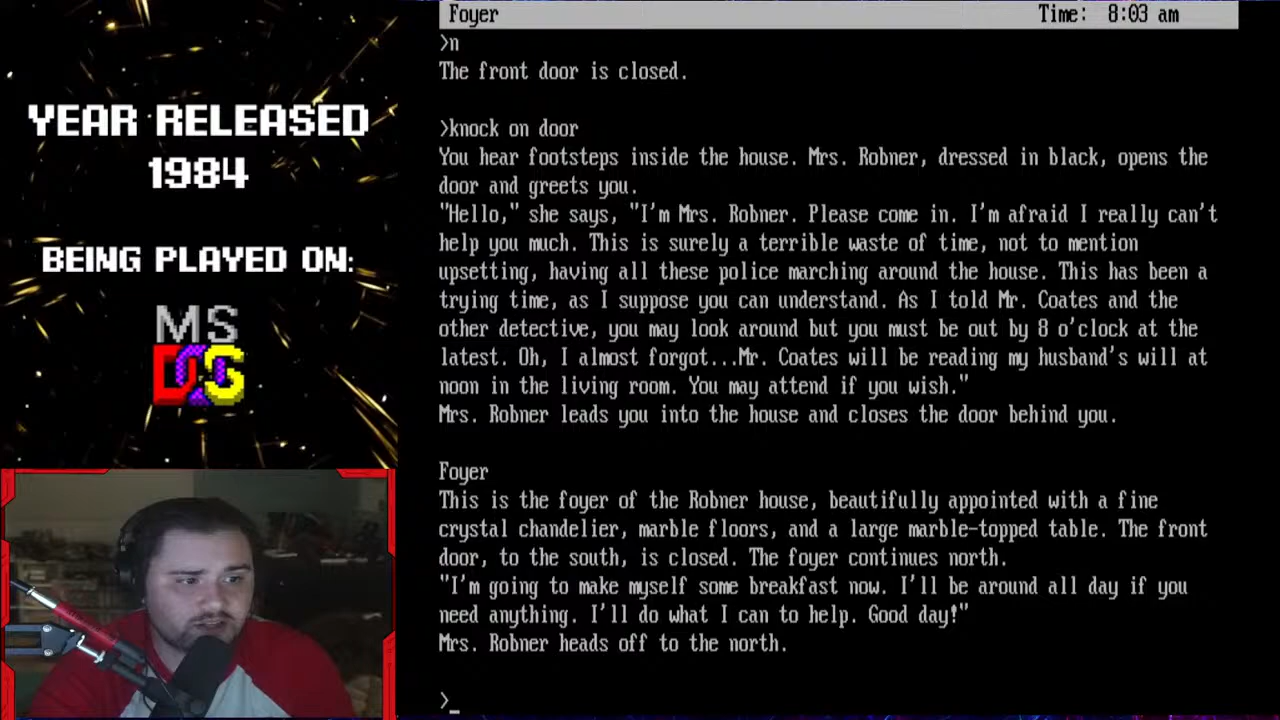 YEAR RELEASED
1984
BEING PLAYED ON:
MS
DOS
Foyer Time: 8:03 am
>n
The front door is closed.
>knock on door
You hear footsteps inside the house. Mrs. Robner, dressed in black, opens the
door and greets you.
"Hello," she says, "I'm Mrs. Robner. Please come in. I'm afraid I really can't
help you much. This is surely a terrible waste of time, not to mention
upsetting, having all these police marching around the house. This has been a
trying time, as I suppose you can understand. As I told Mr. Coates and the
other detective, you may look around but you must be out by 8 o'clock at the
latest. Oh, I almost forgot...Mr. Coates will be reading my husband's will at
noon in the living room. You may attend if you wish."
Mrs. Robner leads you into the house and closes the door behind you.
Foyer
This is the foyer of the Robner house, beautifully appointed with a fine
crystal chandelier, marble floors, and a large marble-topped table. The front
door, to the south, is closed. The foyer continues north.
"I'm going to make myself some breakfast now. I'll be around all day if you
need anything. I'll do what I can to help. Good day!"
Mrs. Robner heads off to the north.
>_